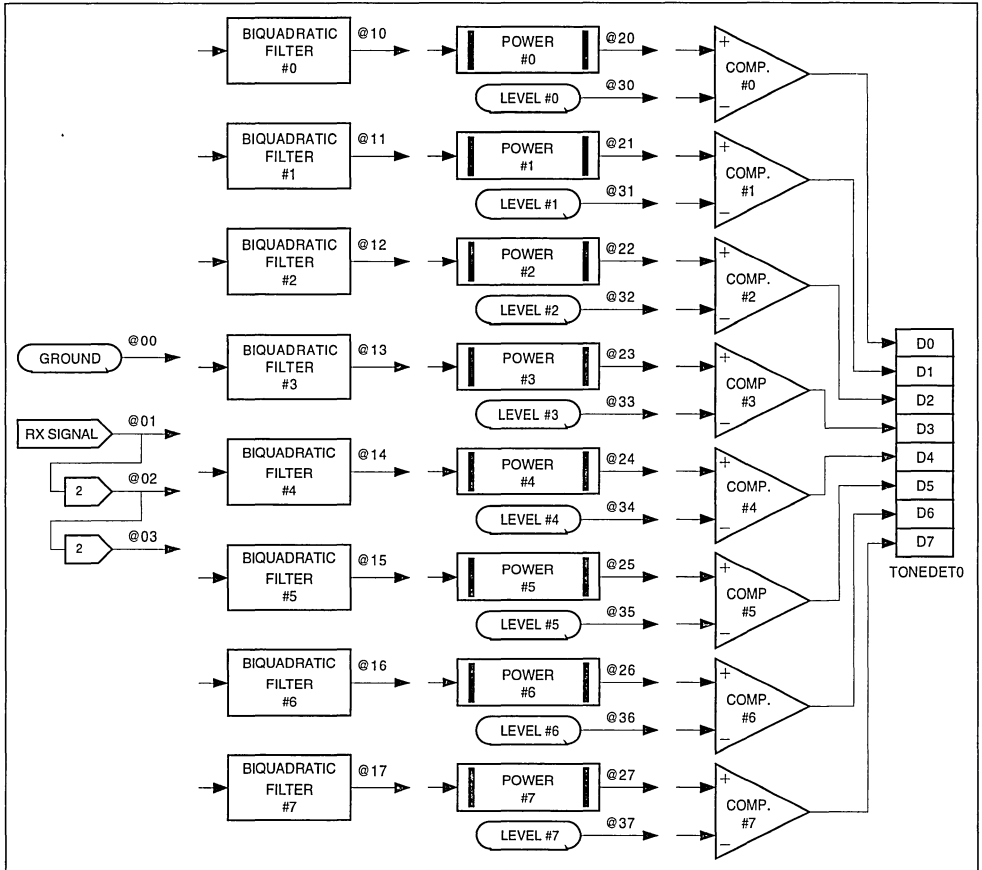 BIQUADRATIC
FILTER
#0
@10
POWER
#0
@20
LEVEL #0
@30
+
−
COMP.
#0
BIQUADRATIC
FILTER
#1
@11
POWER
#1
@21
LEVEL #1
@31
+
−
COMP.
#1
BIQUADRATIC
FILTER
#2
@12
POWER
#2
@22
LEVEL #2
@32
+
−
COMP.
#2
GROUND
@00
BIQUADRATIC
FILTER
#3
@13
POWER
#3
@23
LEVEL #3
@33
+
−
COMP
#3
RX SIGNAL
@01
2
@02
2
@03
BIQUADRATIC
FILTER
#4
@14
POWER
#4
@24
LEVEL #4
@34
+
−
COMP.
#4
BIQUADRATIC
FILTER
#5
@15
POWER
#5
@25
LEVEL #5
@35
+
−
COMP
#5
BIQUADRATIC
FILTER
#6
@16
POWER
#6
@26
LEVEL #6
@36
+
−
COMP.
#6
BIQUADRATIC
FILTER
#7
@17
POWER
#7
@27
LEVEL #7
@37
+
−
COMP.
#7
D0
D1
D2
D3
D4
D5
D6
D7
TONEDET0